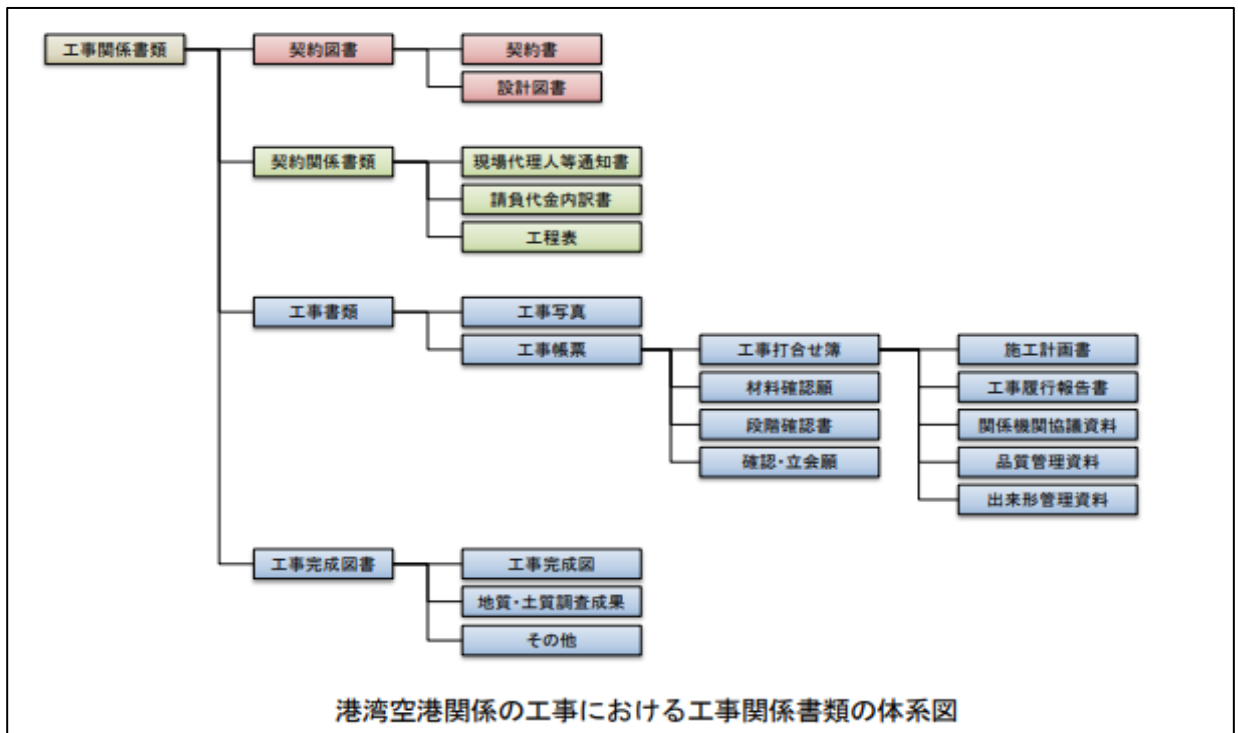 工事関係書類
契約図書
契約書
設計図書
契約関係書類
現場代理人等通知書
請負代金内訳書
工程表
工事書類
工事写真
工事帳票
工事打合せ簿
施工計画書
材料確認願
工事履行報告書
段階確認書
関係機関協議資料
確認・立会願
品質管理資料
出来形管理資料
工事完成図書
工事完成図
地質・土質調査成果
その他
港湾空港関係の工事における工事関係書類の体系図